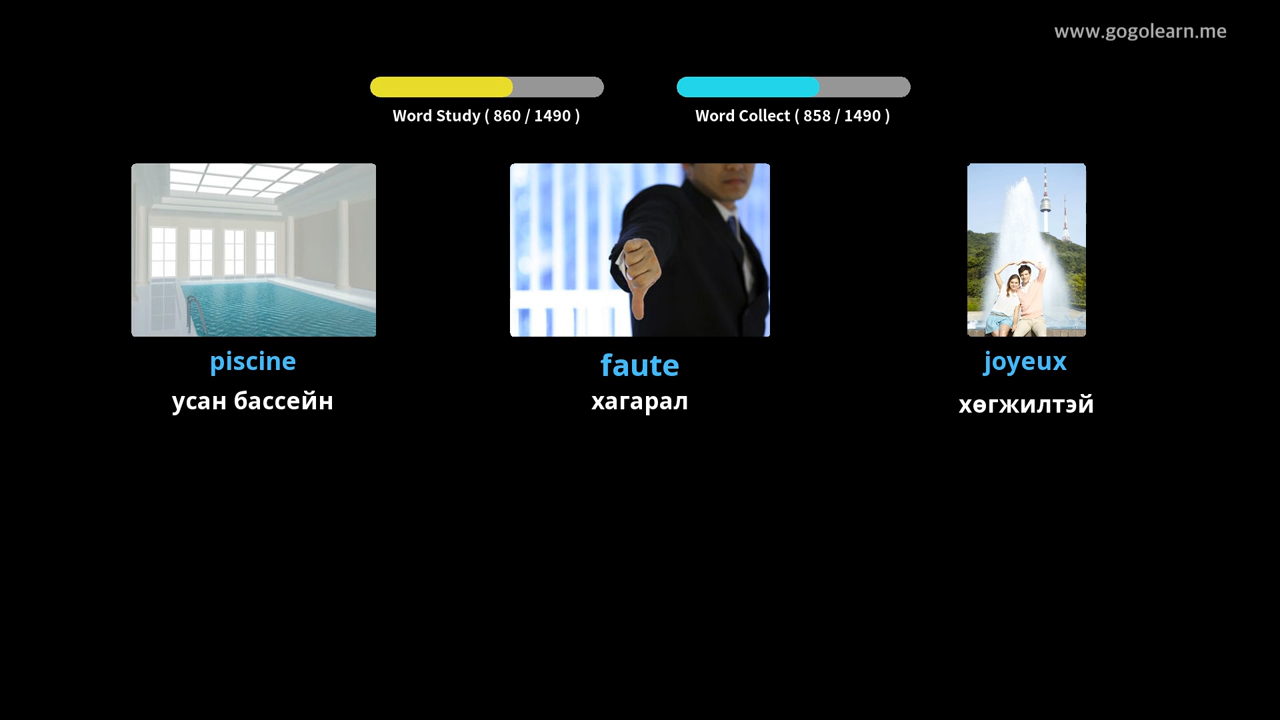 www.gogolearn.me
Word Study ( 860 / 1490 )
Word Collect ( 858 / 1490 )
piscine
усан бассейн
faute
хагарал
joyeux
хөгжилтэй